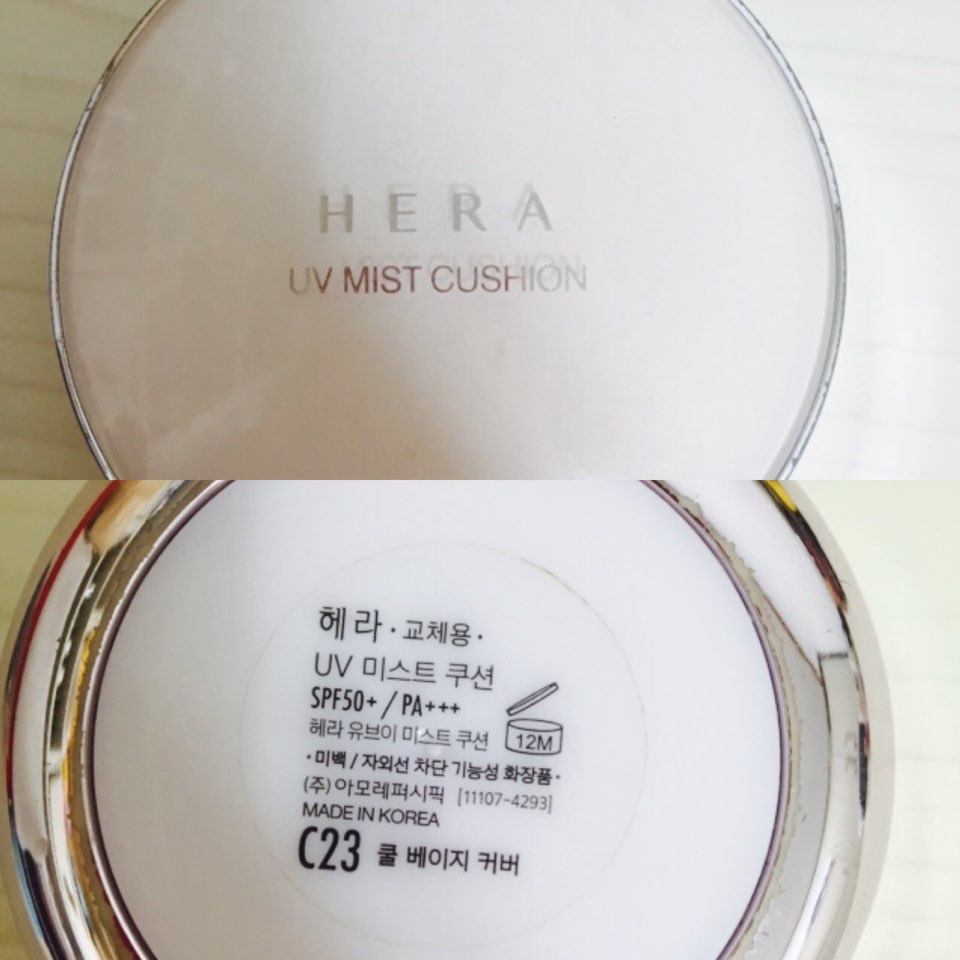 HERA
UV MIST CUSHION
헤라 · 교체용 ·
UV 미스트 쿠션
SPF50+ / PA+++
헤라 유브이 미스트 쿠션
12M
· 미백 / 자외선 차단 기능성 화장품 ·
(주) 아모레퍼시픽 [11107-4293]
MADE IN KOREA
C23 쿨 베이지 커버